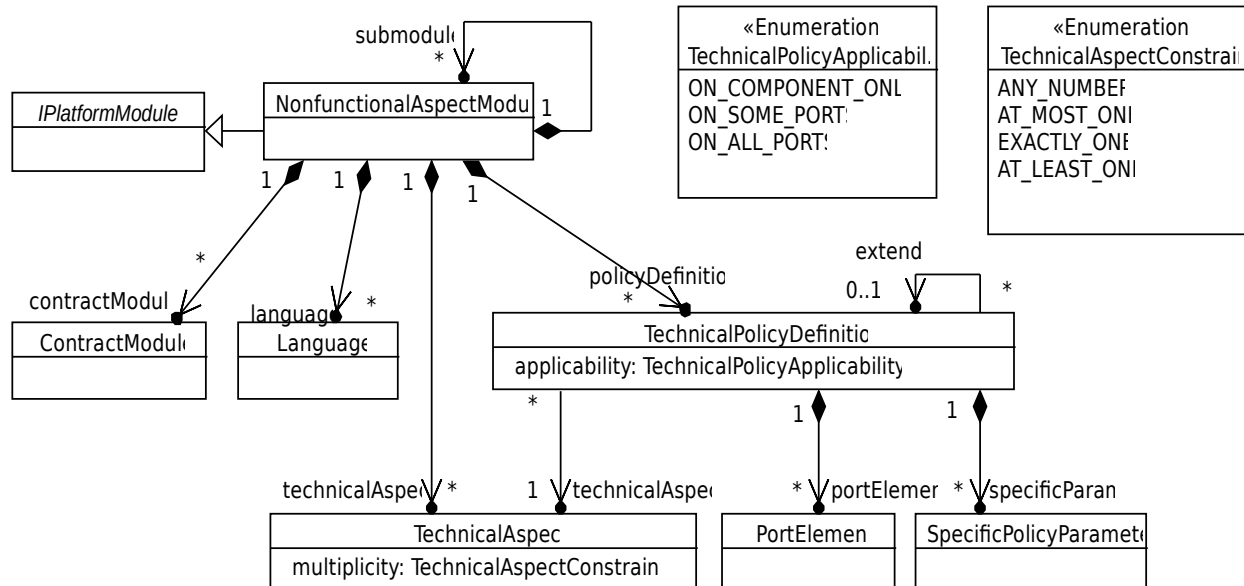 submodule
*
NonfunctionalAspectModu
1
IPlatformModule
«Enumeration
TechnicalPolicyApplicabil.
ON_COMPONENT_ONL
ON_SOME_PORTS
ON_ALL_PORTS
«Enumeration
TechnicalAspectConstrain
ANY_NUMBER
AT_MOST_ONE
EXACTLY_ONE
AT_LEAST_ONE
1
1
1
1
*
contractModul
ContractModule
*
language
Language
policyDefinitio
*
extend
0..1
*
TechnicalPolicyDefinitio
applicability: TechnicalPolicyApplicability
*
1
1
technicalAspec
*
1
technicalAspec
*
portElemen
*
specificParam
TechnicalAspec
multiplicity: TechnicalAspectConstrain
PortElemen
SpecificPolicyParamete